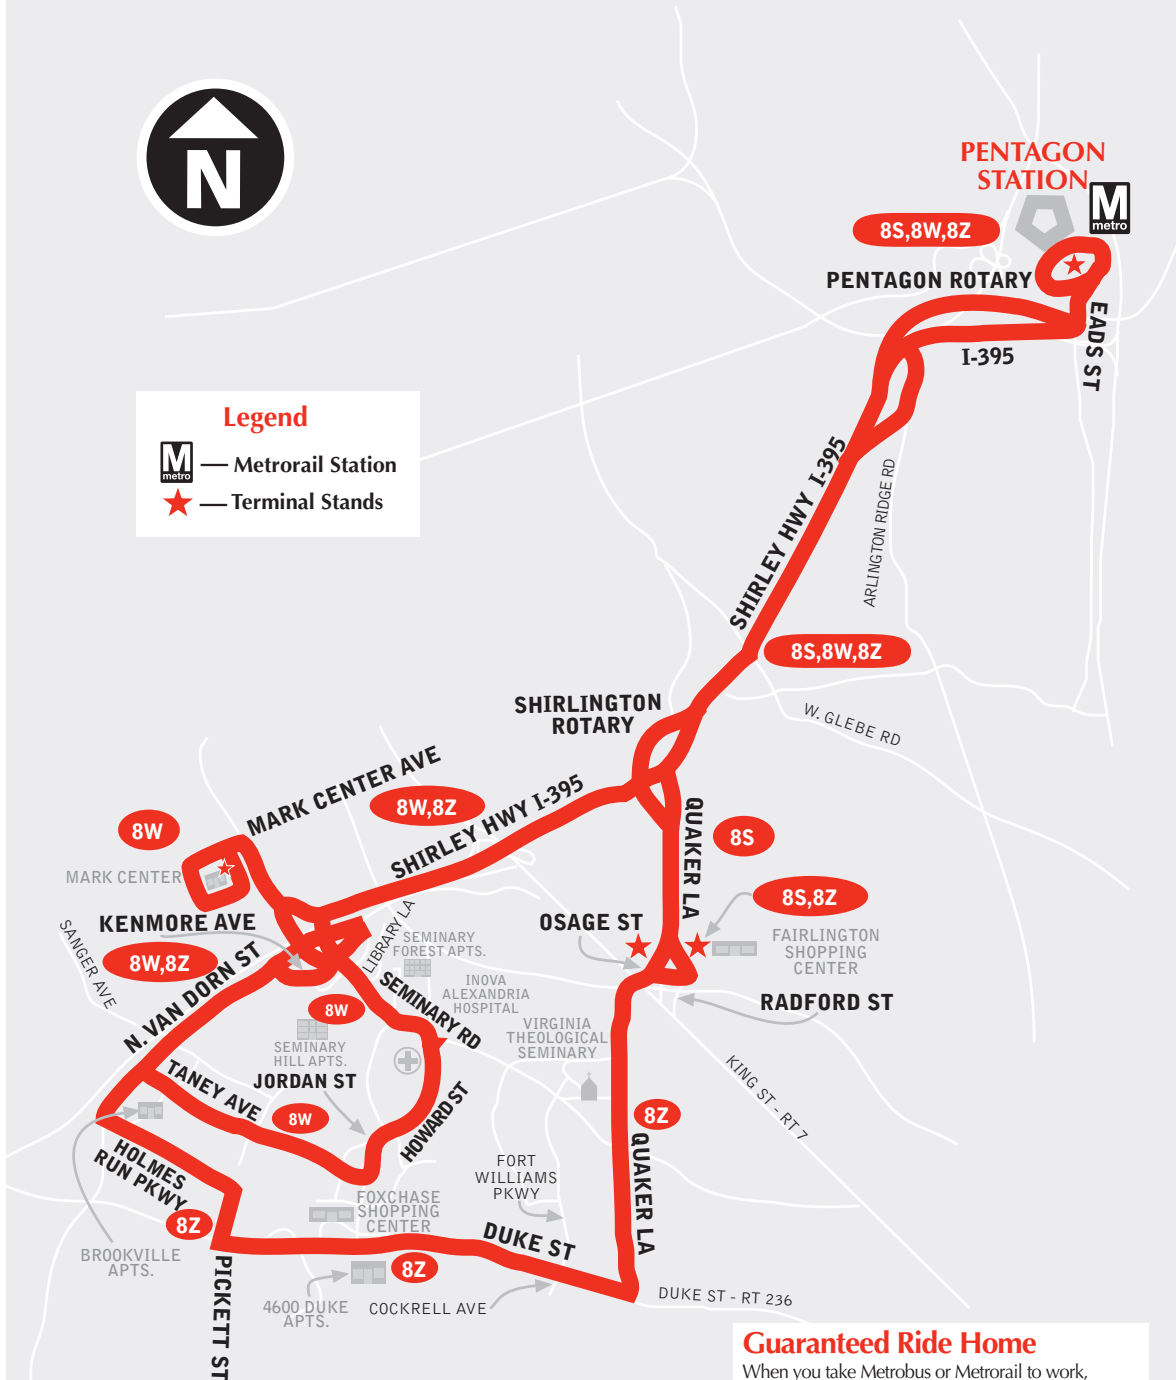 N
PENTAGON
STATION
M
metro
8S,8W,8Z
PENTAGON ROTARY
EADS ST
I-395
Legend
M
metro
— Metrorail Station
— Terminal Stands
SHIRLEY HWY I-395
ARLINGTON RIDGE RD
8S,8W,8Z
SHIRLINGTON
ROTARY
W. GLEBE RD
MARK CENTER AVE
8W,8Z
SHIRLEY HWY I-395
8W
QUAKER LA
8S
MARK CENTER
8S,8Z
KENMORE AVE
OSAGE ST
LIBRARY LA
SANGER AVE
SEMINARY
FOREST APTS.
FAIRLINGTON
SHOPPING
CENTER
8W,8Z
N. VAN DORN ST
INOVA
ALEXANDRIA
HOSPITAL
SEMINARY RD
RADFORD ST
8W
VIRGINIA
THEOLOGICAL
SEMINARY
SEMINARY
HILL APTS.
JORDAN ST
TANEY AVE
8W
HOWARD ST
KING ST - RT 7
8Z
QUAKER LA
HOLMES
RUN PKWY
FORT
WILLIAMS
PKWY
FOXCHASE
SHOPPING
CENTER
8Z
DUKE ST
BROOKVILLE
APTS.
8Z
PICKETT ST
4600 DUKE
APTS.
COCKRELL AVE
DUKE ST - RT 236
Guaranteed Ride Home
When you take Metrobus or Metrorail to work,